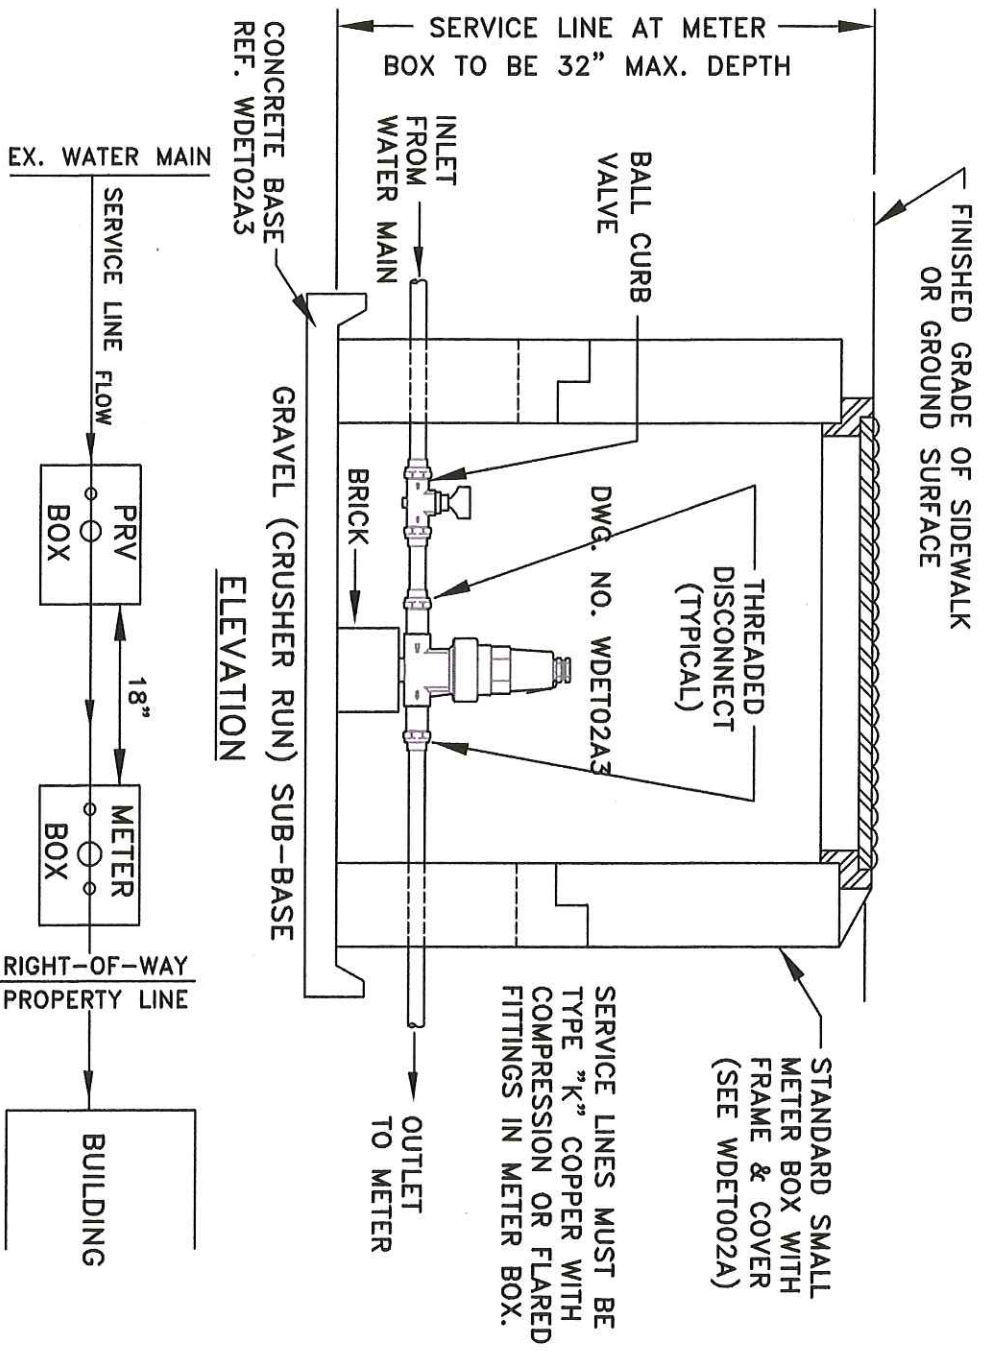 SERVICE LINE AT METER
BOX TO BE 32" MAX. DEPTH
FINISHED GRADE OF SIDEWALK
OR GROUND SURFACE
BALL CURB
VALVE
INLET
FROM
WATER MAIN
CONCRETE BASE
REF. WDET02A3
THREADED
DISCONNECT
(TYPICAL)
DWG. NO. WDET02A3
BRICK
GRAVEL (CRUSHER RUN) SUB-BASE
ELEVATION
STANDARD SMALL
METER BOX WITH
FRAME & COVER
(SEE WDET002A)
SERVICE LINES MUST BE
TYPE "K" COPPER WITH
COMPRESSION OR FLARED
FITTINGS IN METER BOX.
OUTLET
TO METER
EX. WATER MAIN
SERVICE LINE
FLOW
PRV
BOX
18"
METER
BOX
RIGHT-OF-WAY
PROPERTY LINE
BUILDING